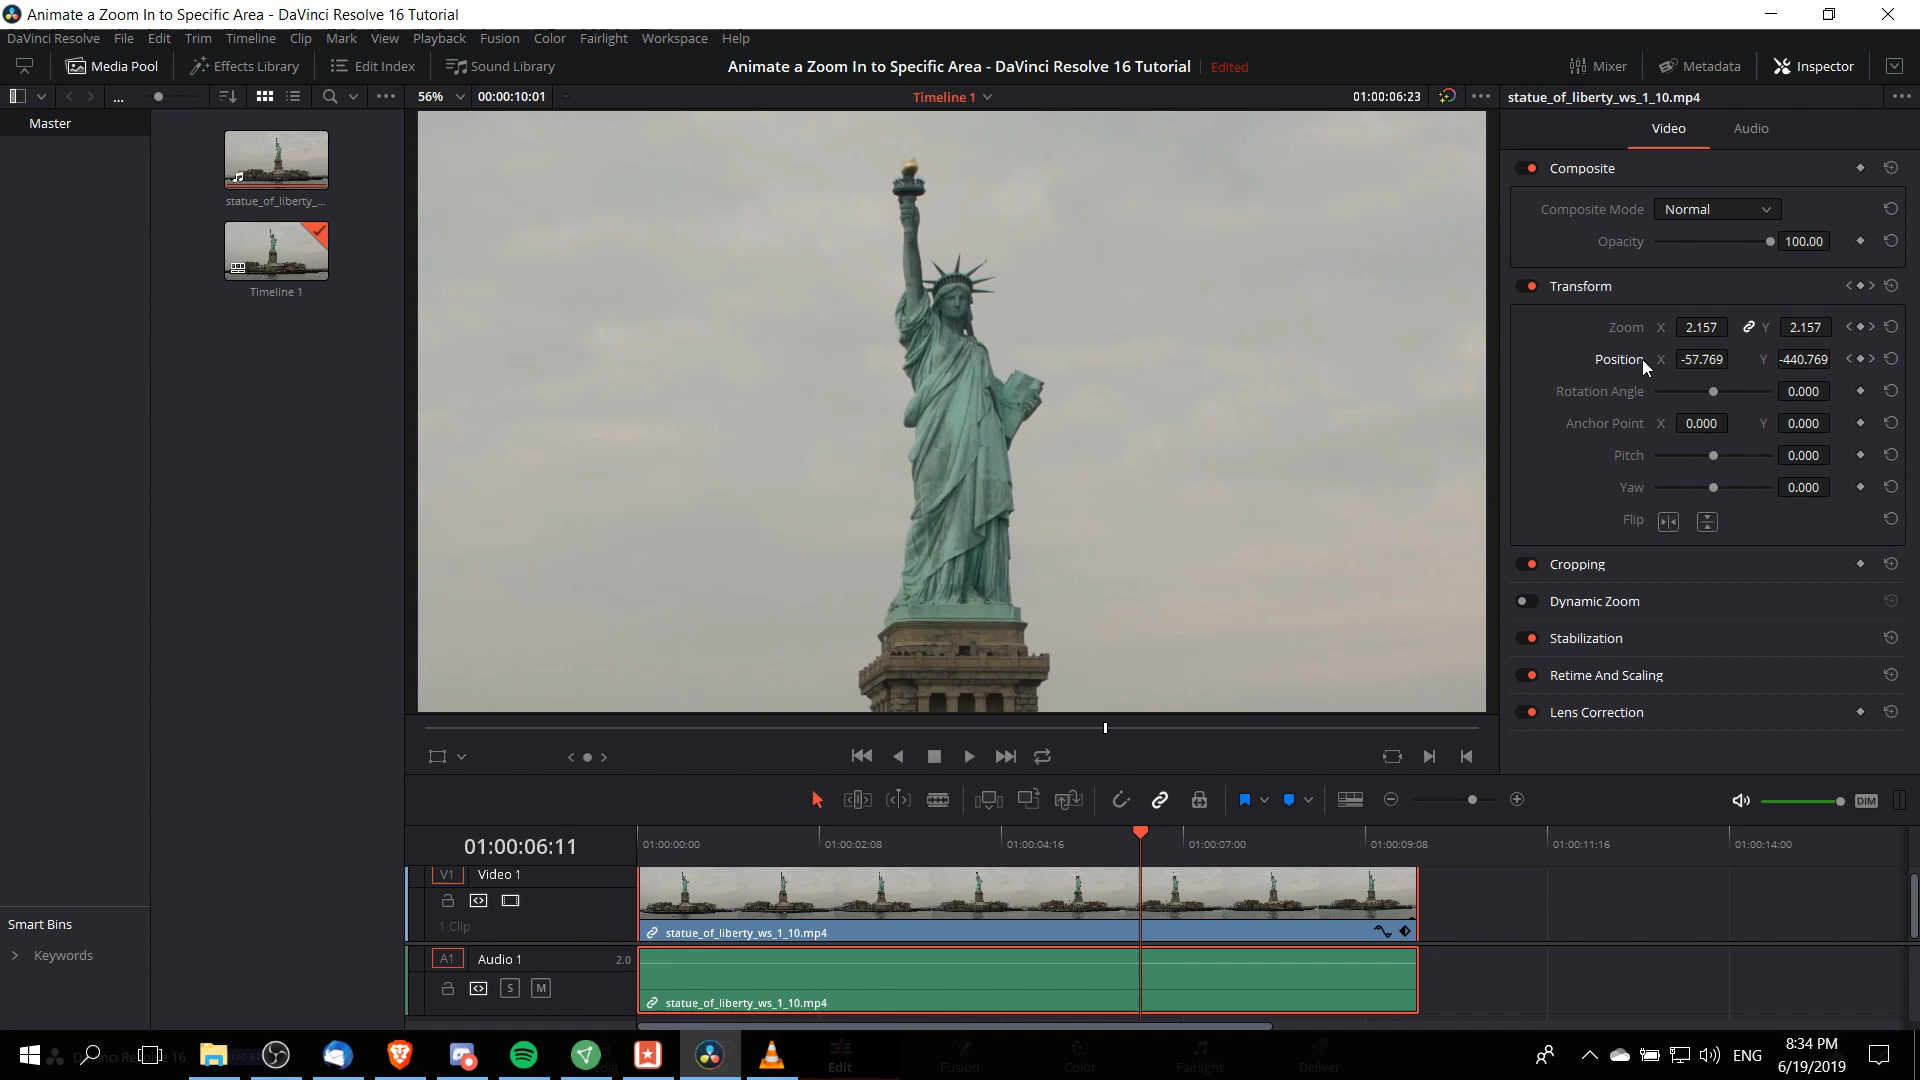 Animate a Zoom In to Specific Area - DaVinci Resolve 16 Tutorial
DaVinci Resolve File Edit Trim Timeline Clip Mark View Playback Fusion Color Fairlight Workspace Help
Media Pool Effects Library Edit Index Sound Library Animate a Zoom In to Specific Area - DaVinci Resolve 16 Tutorial Edited Mixer Metadata Inspector
... 56% 00:00:10:01 Timeline 1 01:00:06:23 statue_of_liberty_ws_1_10.mp4
Master
Video Audio
Composite
statue_of_liberty_...
Composite Mode Normal
Opacity 100.00
Timeline 1
Transform
Zoom X 2.157 Y 2.157
Position X -57.769 Y -440.769
Rotation Angle 0.000
Anchor Point X 0.000 Y 0.000
Pitch 0.000
Yaw 0.000
Flip
Cropping
Dynamic Zoom
Stabilization
Retime And Scaling
Lens Correction
DIM
01:00:06:11 01:00:00:00 01:00:02:08 01:00:04:16 01:00:07:00 01:00:09:08 01:00:11:16 01:00:14:00
V1 Video 1
1 Clip
statue_of_liberty_ws_1_10.mp4
A1 Audio 1 2.0
S M
statue_of_liberty_ws_1_10.mp4
Smart Bins
Keywords
Edit Fusion Color Fairlight Deliver
ENG 8:34 PM
6/19/2019